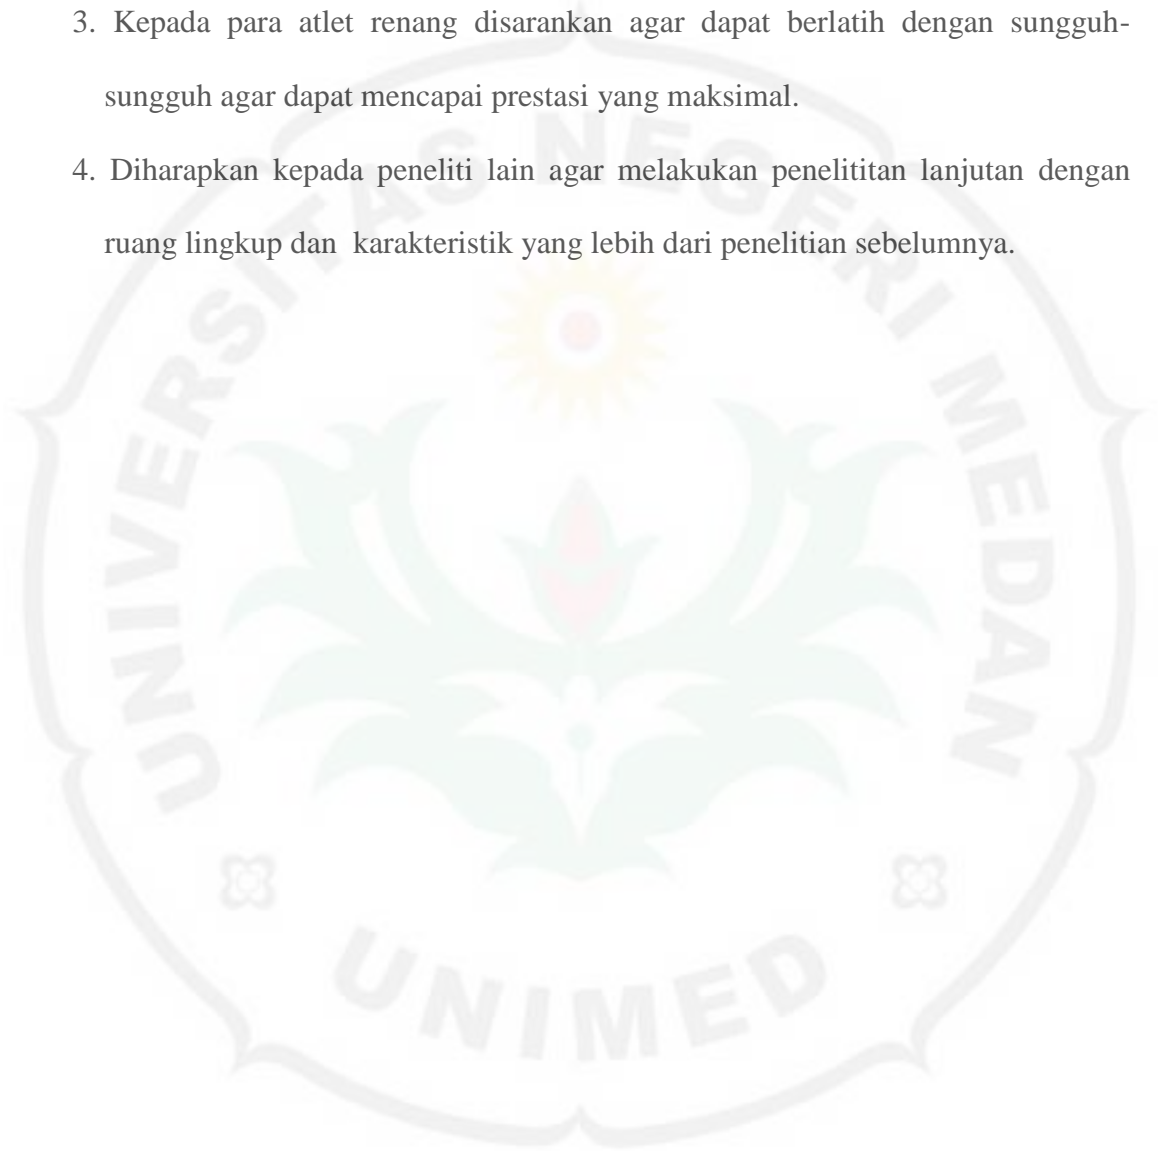 3. Kepada para atlet renang disarankan agar dapat berlatih dengan sungguh-
sungguh agar dapat mencapai prestasi yang maksimal.
4. Diharapkan kepada peneliti lain agar melakukan penelititan lanjutan dengan
ruang lingkup dan  karakteristik yang lebih dari penelitian sebelumnya.
UNIVERSITAS NEGERI MEDAN
UNIMED